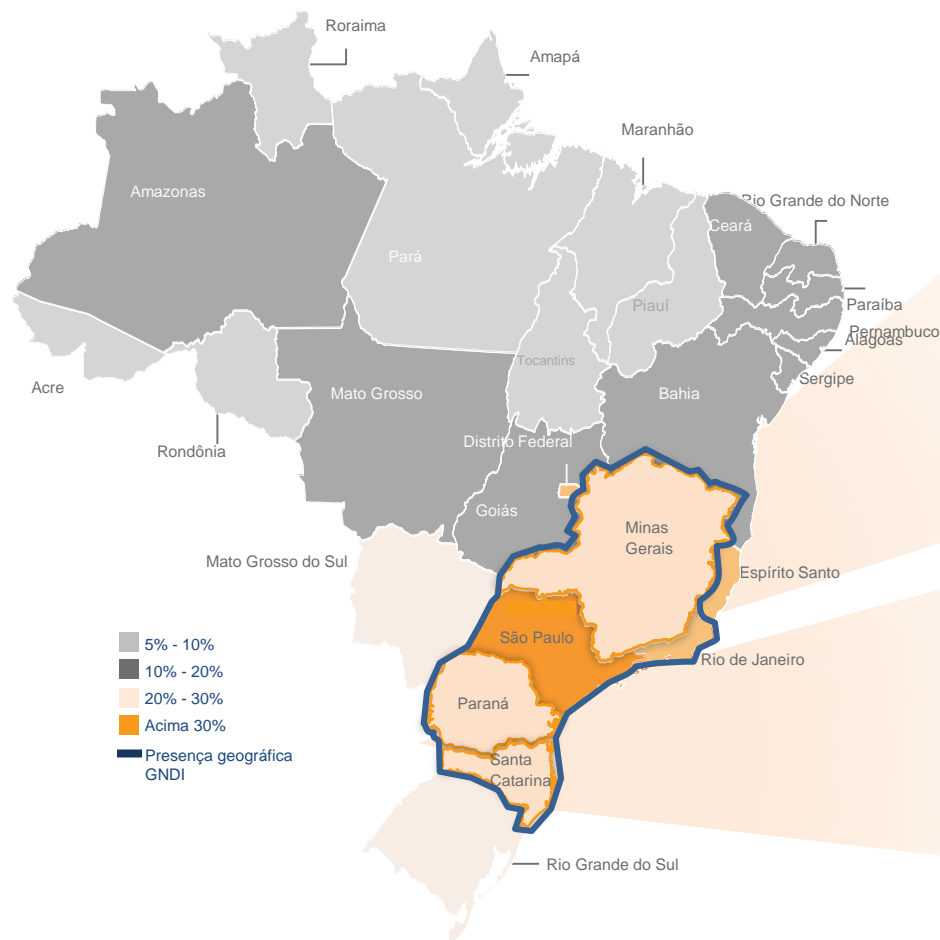 Roraima
Amapá
Maranhão
Amazonas
Rio Grande do Norte
Ceará
Pará
Piauí
Paraíba
Pernambuco
Alagoas
Tocantins
Sergipe
Acre
Mato Grosso
Bahia
Rondônia
Distrito Federal
Goiás
Minas
Gerais
Mato Grosso do Sul
Espírito Santo
São Paulo
5% - 10%
Rio de Janeiro
10% - 20%
20% - 30%
Paraná
Acima 30%
Presença geográfica
GNDI
Santa
Catarina
Rio Grande do Sul